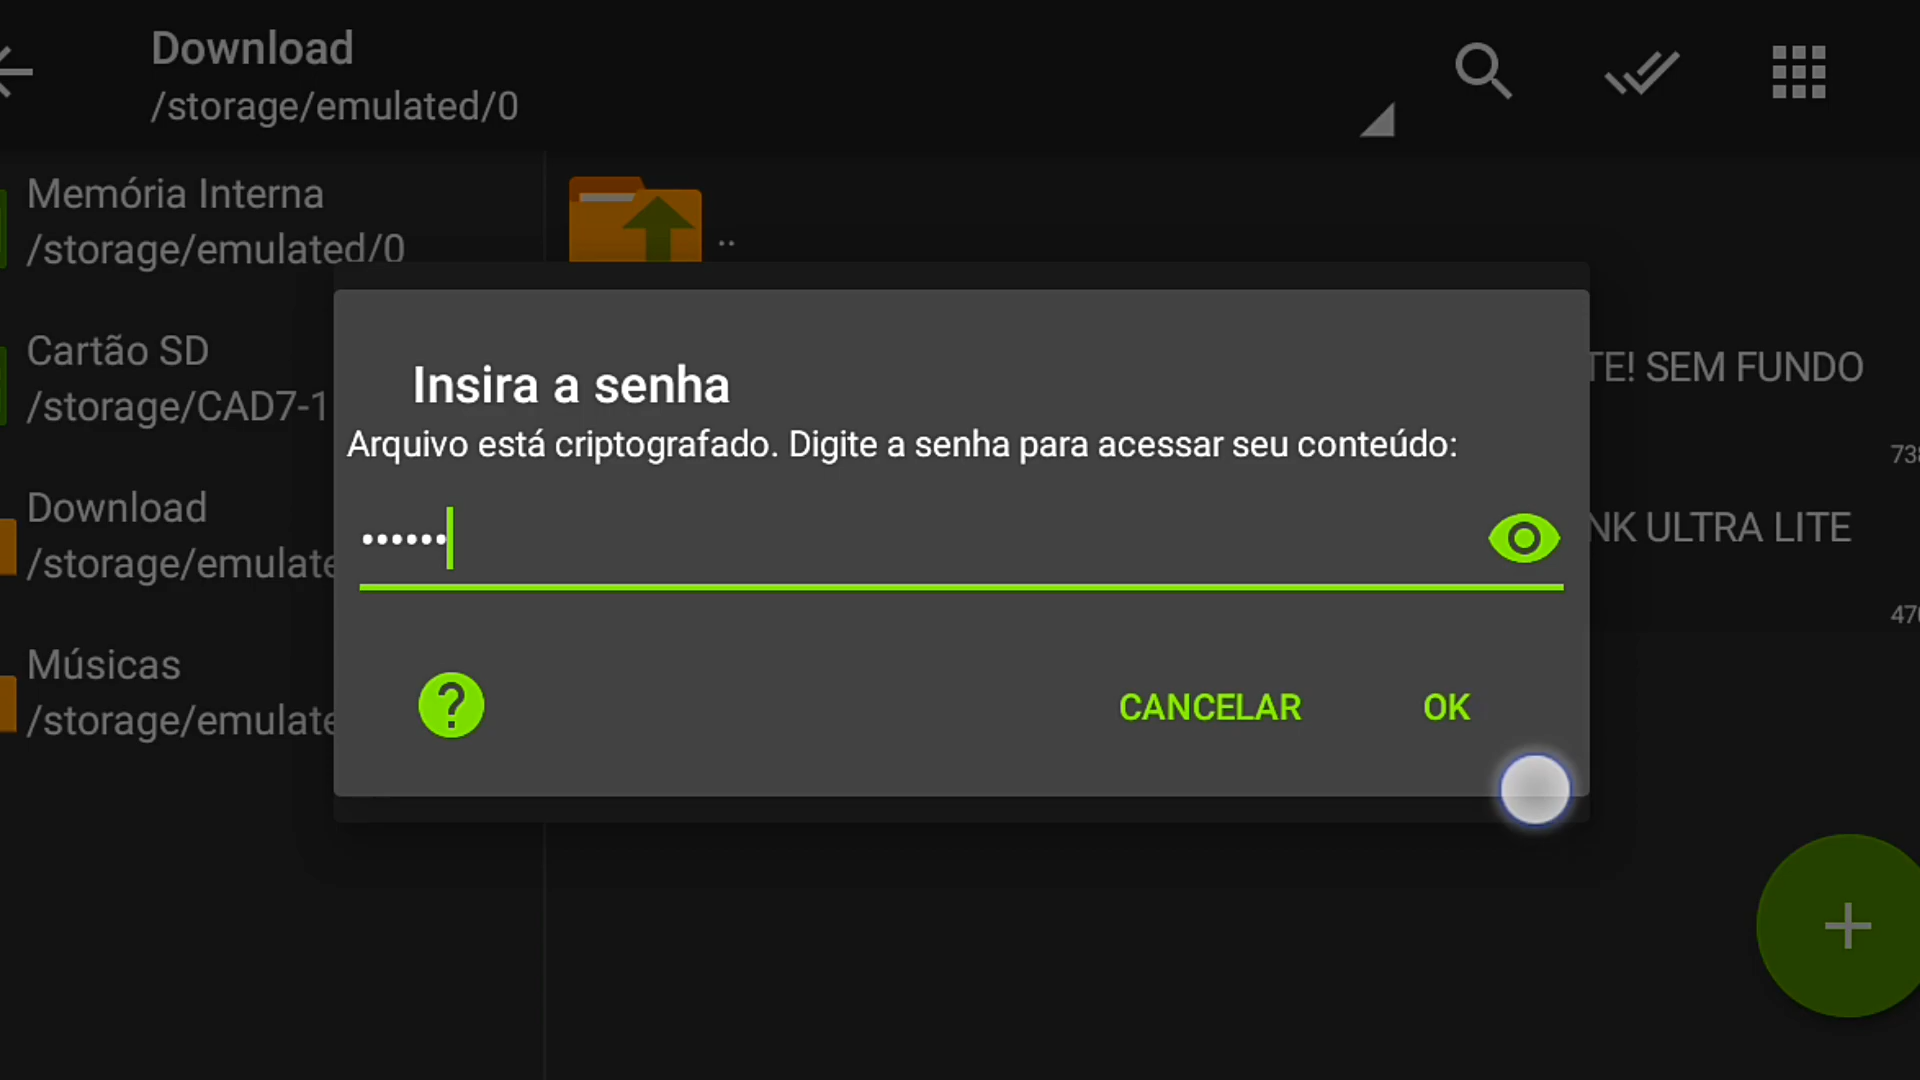 Download
/storage/emulated/0
Memória Interna
/storage/emulated/0
..
Cartão SD
/storage/CAD7-1
TE! SEM FUNDO
738
Download
/storage/emulate
NK ULTRA LITE
470
Músicas
/storage/emulate
Insira a senha
Arquivo está criptografado. Digite a senha para acessar seu conteúdo:
••••••
?
CANCELAR
OK
+